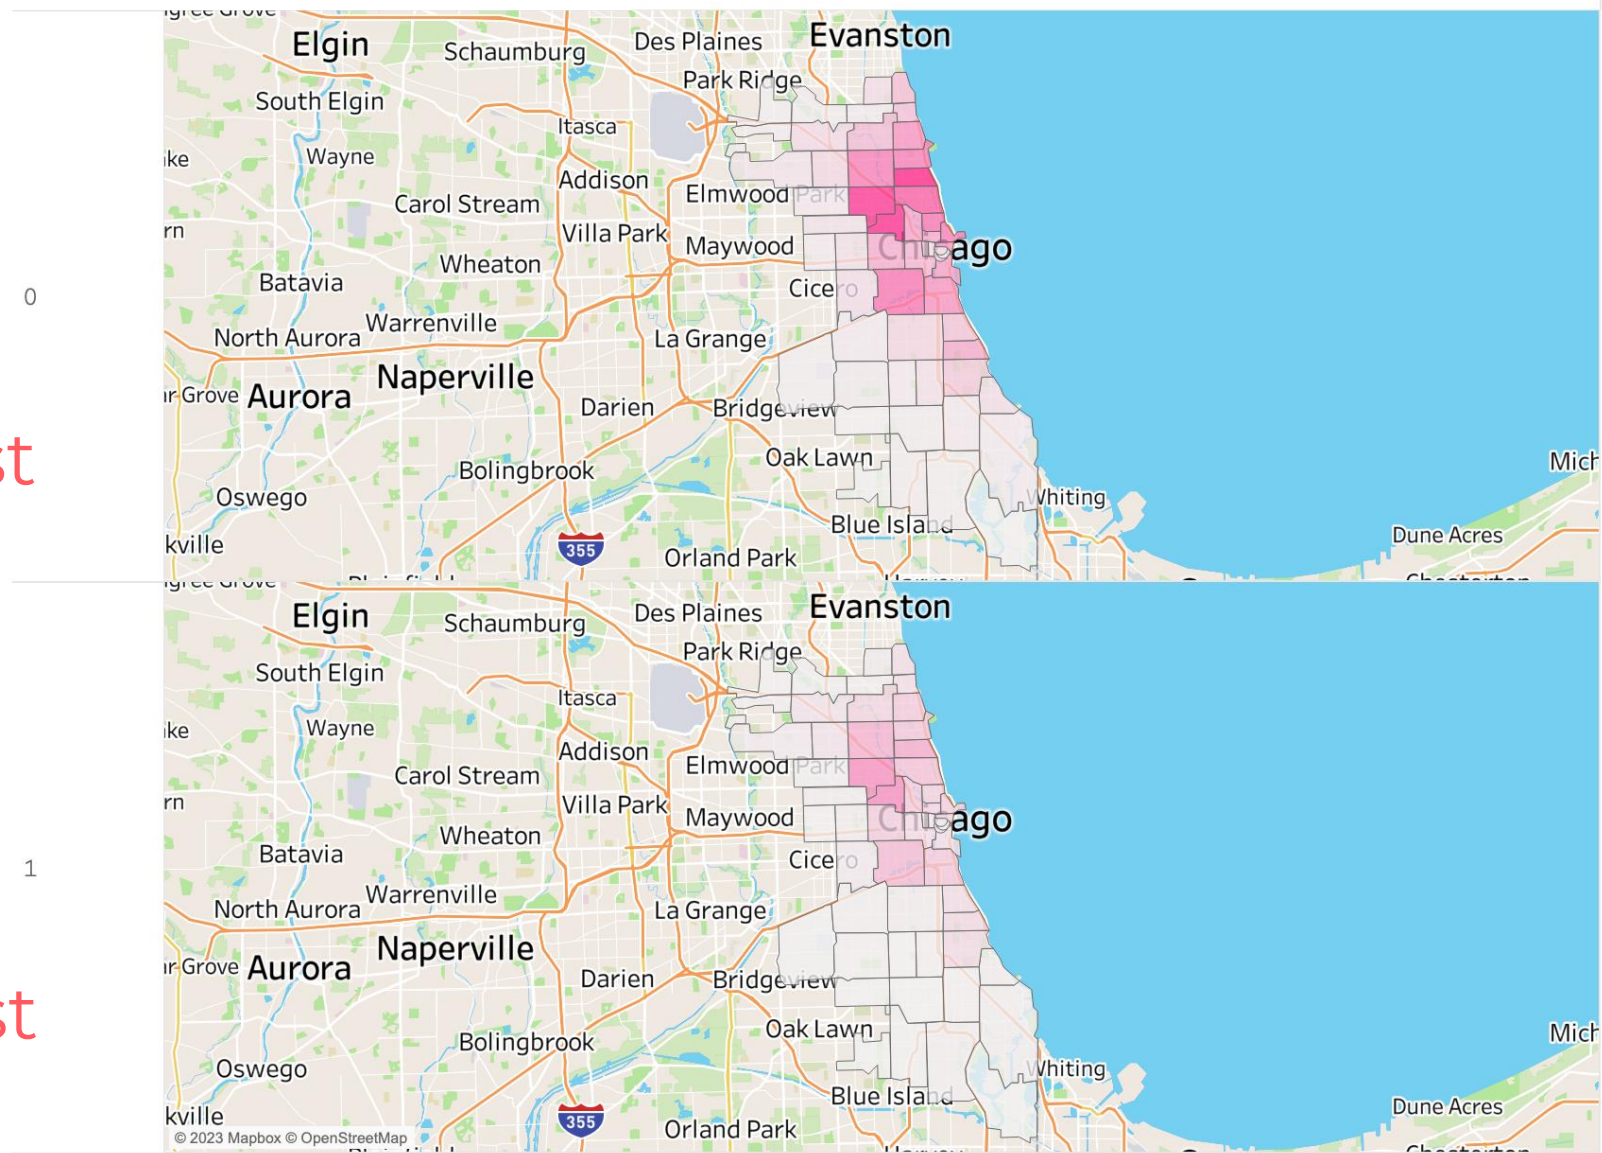 Elgin
Schaumburg
Des Plaines
Evanston
Park Ridge
South Elgin
Itasca
Wayne
Addison
Elmwood Park
Carol Stream
Villa Park
Maywood
Chicago
Wheaton
Batavia
Cicero
0
Warrenville
North Aurora
La Grange
Naperville
Aurora
Darien
Bridgeview
st
Oak Lawn
Bolingbrook
Oswego
Whiting
Blue Island
Dune Acres
355
Orland Park
Elgin
Schaumburg
Des Plaines
Evanston
Park Ridge
South Elgin
Itasca
Wayne
Addison
Elmwood Park
Carol Stream
Villa Park
Maywood
Chicago
Wheaton
Batavia
Cicero
1
Warrenville
North Aurora
La Grange
Naperville
Aurora
Darien
Bridgeview
st
Oak Lawn
Bolingbrook
Oswego
Whiting
Blue Island
Dune Acres
355
Orland Park
© 2023 Mapbox © OpenStreetMap